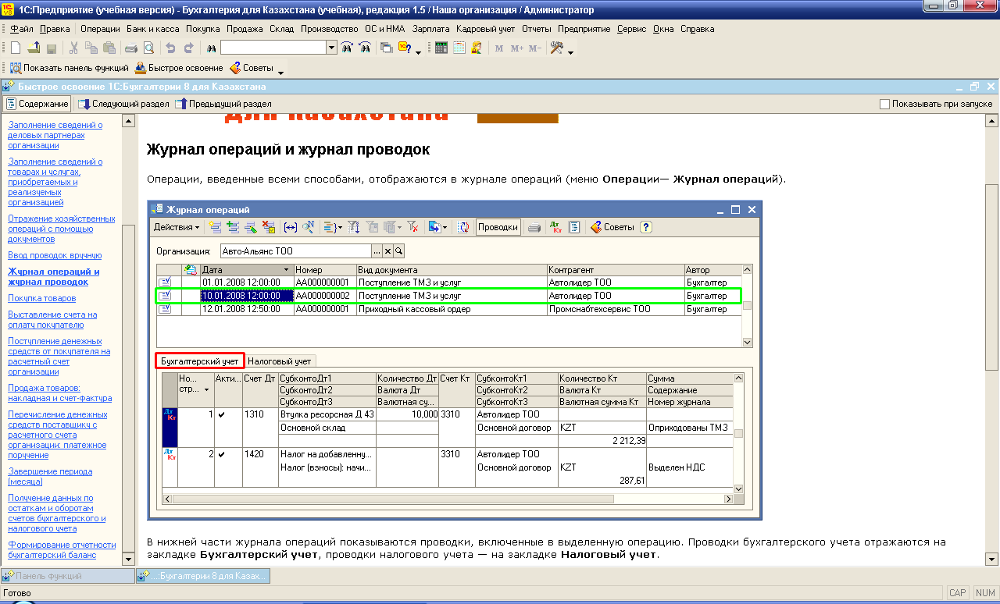 1С:Предприятие (учебная версия) - Бухгалтерия для Казахстана (учебная), редакция 1.5 / Наша организация / Администратор
Файл Правка Операции Банк и касса Покупка Продажа Склад Производство ОС и НМА Зарплата Кадровый учет Отчеты Предприятие Сервис Окна Справка
M M+ M-
Показать панель функций Быстрое освоение Советы
Быстрое освоение 1С:Бухгалтерии 8 для Казахстана
Содержание Следующий раздел Предыдущий раздел Показывать при запуске
Заполнение сведений о
деловых партнерах
организации
Заполнение сведений о
товарах и услугах,
приобретаемых и
реализуемых
организацией
Отражение хозяйственных
операций с помощью
документов
Ввод проводок вручную
Журнал операций и
журнал проводок
Покупка товаров
Выставление счета на
оплату покупателю
Поступление денежных
средств от покупателя на
расчетный счет
организации
Продажа товаров:
накладная и счет-фактура
Перечисление денежных
средств поставщику с
расчетного счета
организации: платежное
поручение
Завершение периода
(месяца)
Получение данных по
остаткам и оборотам
счетов бухгалтерского и
налогового учета
Формирование отчетности
бухгалтерский баланс
для Казахстана
Журнал операций и журнал проводок
Операции, введенные всеми способами, отображаются в журнале операций (меню Операции— Журнал операций).
Журнал операций
Действия Проводки Дт Кт Советы ?
Организация: Авто-Альянс ТОО ...
Дата Номер Вид документа Контрагент Автор
01.01.2008 12:00:00 АА000000001 Поступление ТМЗ и услуг Автолидер ТОО Бухгалтер
10.01.2008 12:00:00 АА000000002 Поступление ТМЗ и услуг Автолидер ТОО Бухгалтер
12.01.2008 12:50:00 АА000000001 Приходный кассовый ордер Промснабтехсервис ТОО Бухгалтер
Бухгалтерский учет Налоговый учет
Но... Акти... Счет Дт СубконтоДт1 Количество Дт Счет Кт СубконтоКт1 Количество Кт Сумма
стр... СубконтоДт2 Валюта Дт СубконтоКт2 Валюта Кт Содержание
СубконтоДт3 Валютная су... СубконтоКт3 Валютная сумма Кт Номер журнала
Дт Кт 1 1310 Втулка рессорсная Д 43 10,000 3310 Автолидер ТОО
Основной склад Основной договор KZT Оприходованы ТМЗ
2 212,39
Дт Кт 2 1420 Налог на добавленну... 3310 Автолидер ТОО
Налог (взносы): начи... Основной договор KZT Выделен НДС
287,61
В нижней части журнала операций показываются проводки, включенные в выделенную операцию. Проводки бухгалтерского учета отражаются на
закладке Бухгалтерский учет, проводки налогового учета — на закладке Налоговый учет.
Панель функций ...:Бухгалтерии 8 для Казах...
Готово CAP NUM